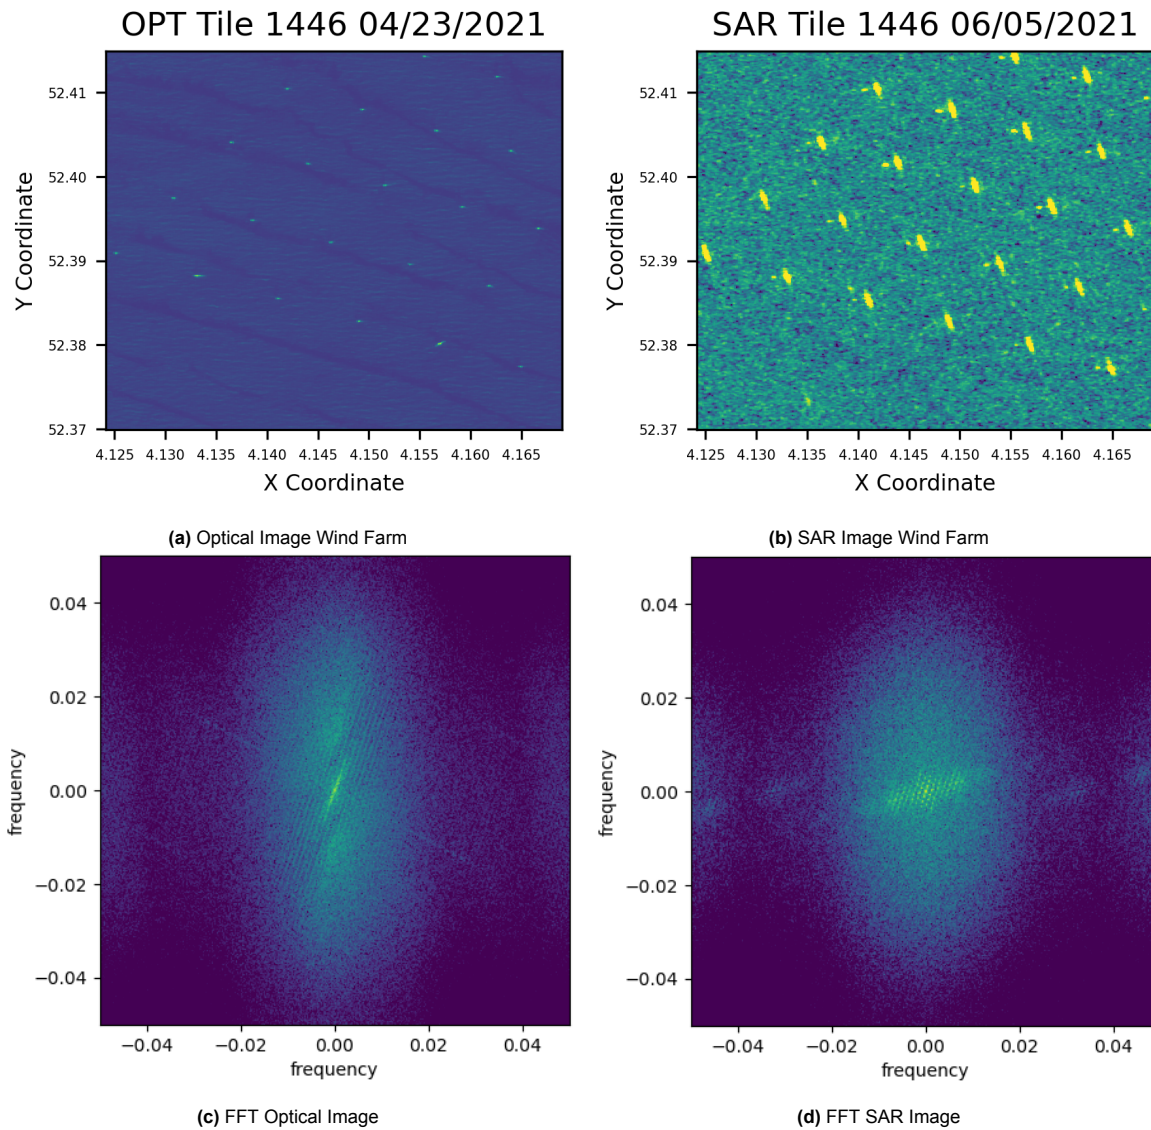 OPT Tile 1446 04/23/2021
SAR Tile 1446 06/05/2021
52.41
52.40
52.39
52.38
52.37
Y Coordinate
4.125 4.130 4.135 4.140 4.145 4.150 4.155 4.160 4.165
X Coordinate
52.41
52.40
52.39
52.38
52.37
Y Coordinate
4.125 4.130 4.135 4.140 4.145 4.150 4.155 4.160 4.165
X Coordinate
(a) Optical Image Wind Farm
(b) SAR Image Wind Farm
0.04
0.02
0.00
−0.02
−0.04
frequency
−0.04 −0.02 0.00 0.02 0.04
frequency
0.04
0.02
0.00
−0.02
−0.04
frequency
−0.04 −0.02 0.00 0.02 0.04
frequency
(c) FFT Optical Image
(d) FFT SAR Image